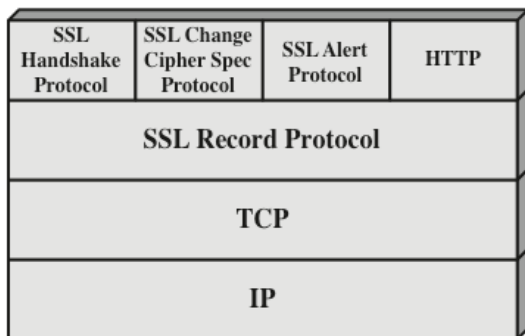 SSL
Handshake
Protocol
SSL Change
Cipher Spec
Protocol
SSL Alert
Protocol
HTTP
SSL Record Protocol
TCP
IP